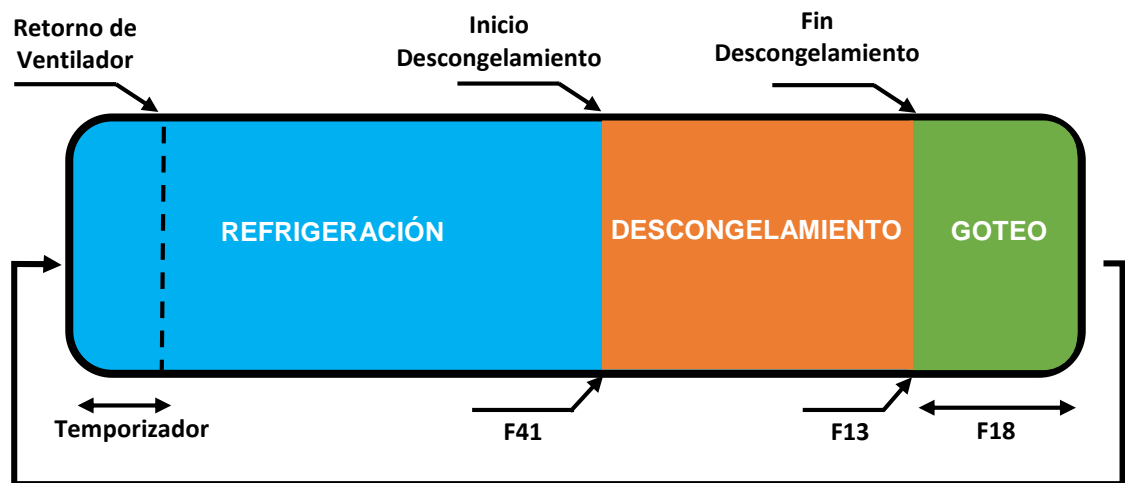 Retorno de
Ventilador
Inicio
Descongelamiento
Fin
Descongelamiento
REFRIGERACIÓN
DESCONGELAMIENTO
GOTEO
Temporizador
F41
F13
F18